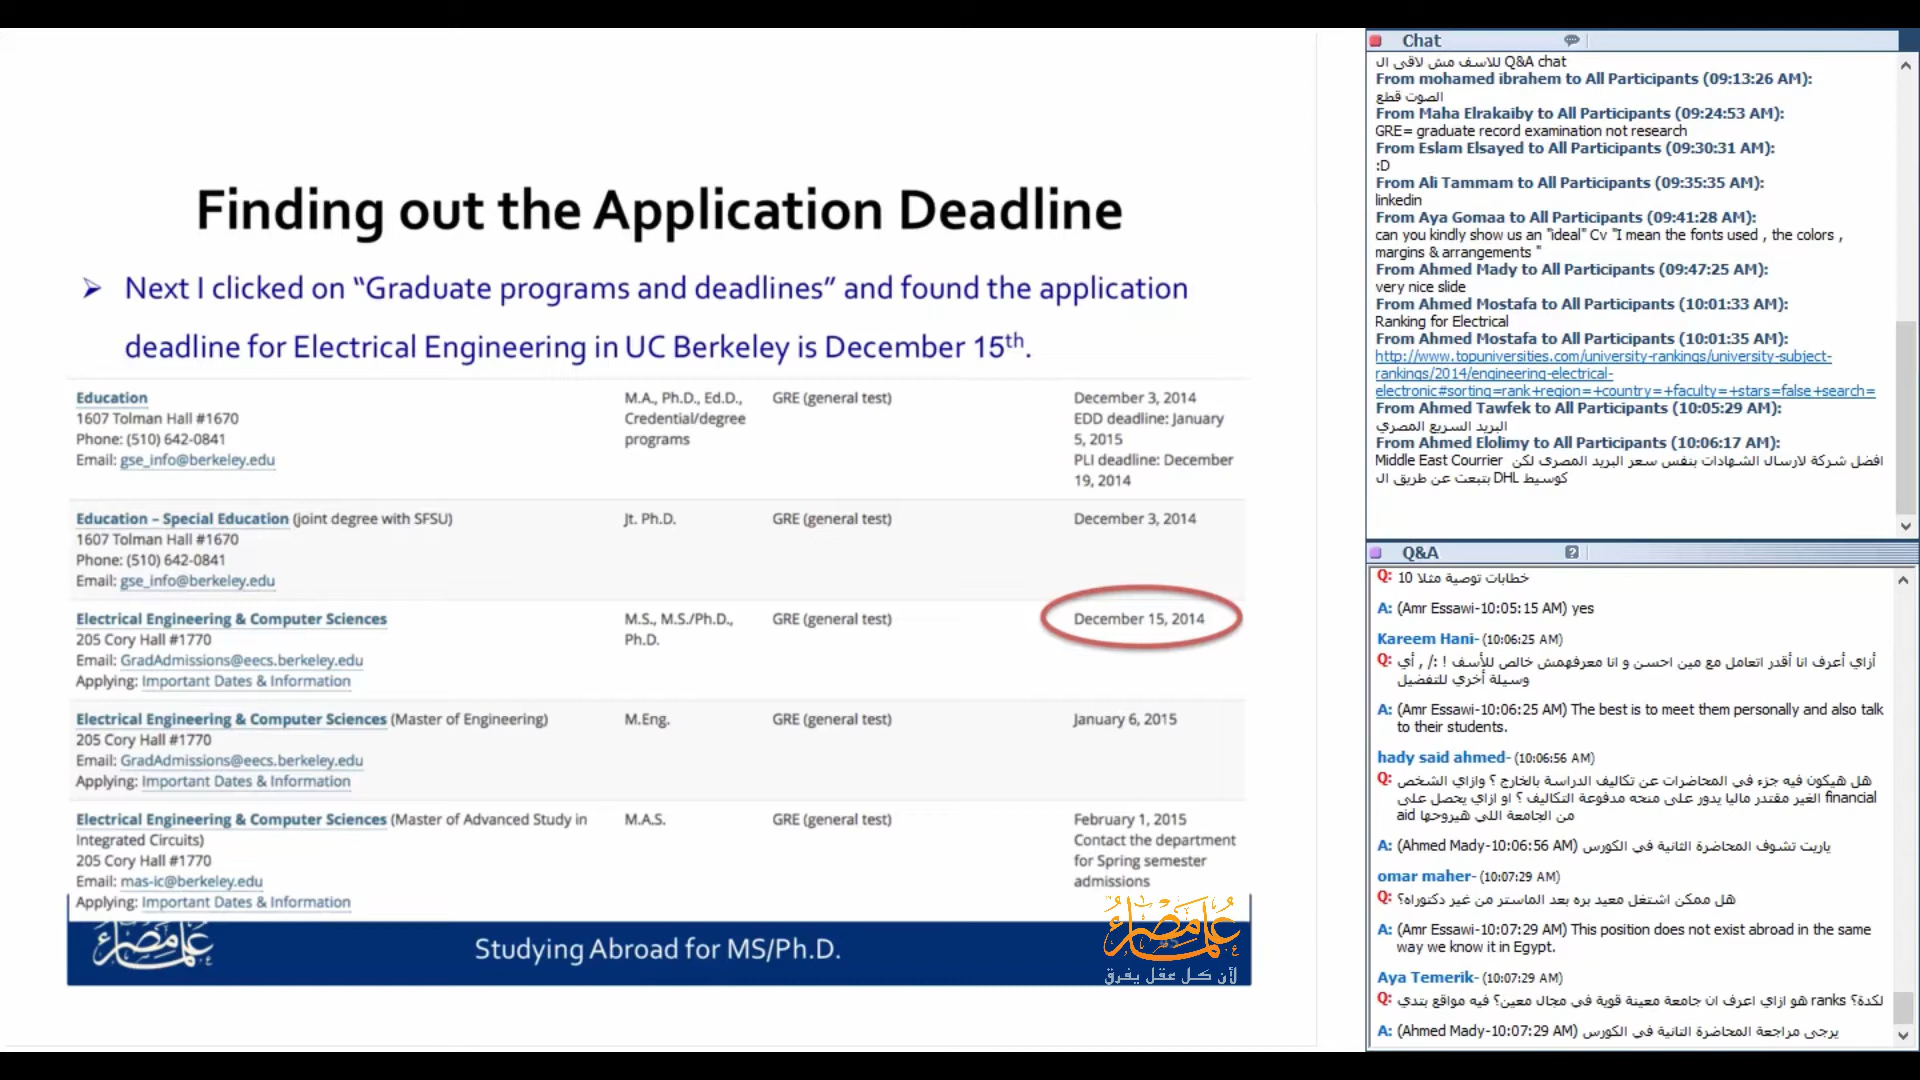 Finding out the Application Deadline
Next I clicked on “Graduate programs and deadlines” and found the application
deadline for Electrical Engineering in UC Berkeley is December 15th.
Education M.A., Ph.D., Ed.D., GRE (general test) December 3, 2014
1607 Tolman Hall #1670 Credential/degree EDD deadline: January
Phone: (510) 642-0841 programs 5, 2015
Email: gse_info@berkeley.edu PLI deadline: December
19, 2014
Education – Special Education (joint degree with SFSU) Jt. Ph.D. GRE (general test) December 3, 2014
1607 Tolman Hall #1670
Phone: (510) 642-0841
Email: gse_info@berkeley.edu
Electrical Engineering & Computer Sciences M.S., M.S./Ph.D., GRE (general test) December 15, 2014
205 Cory Hall #1770 Ph.D.
Email: GradAdmissions@eecs.berkeley.edu
Applying: Important Dates & Information
Electrical Engineering & Computer Sciences (Master of Engineering) M.Eng. GRE (general test) January 6, 2015
205 Cory Hall #1770
Email: GradAdmissions@eecs.berkeley.edu
Applying: Important Dates & Information
Electrical Engineering & Computer Sciences (Master of Advanced Study in M.A.S. GRE (general test) February 1, 2015
Integrated Circuits) Contact the department
205 Cory Hall #1770 for Spring semester
Email: mas-ic@berkeley.edu admissions
Applying: Important Dates & Information
علماء مصر
Studying Abroad for MS/Ph.D.
علماء مصر
لأن كل عقل يفرق
Chat
للاسف مش لاقى ال Q&A chat
From mohamed ibrahem to All Participants (09:13:26 AM):
الصوت قطع
From Maha Elrakaiby to All Participants (09:24:53 AM):
GRE= graduate record examination not research
From Eslam Elsayed to All Participants (09:30:31 AM):
:D
From Ali Tammam to All Participants (09:35:35 AM):
linkedin
From Aya Gomaa to All Participants (09:41:28 AM):
can you kindly show us an "ideal" Cv "I mean the fonts used , the colors ,
margins & arrangements "
From Ahmed Mady to All Participants (09:47:25 AM):
very nice slide
From Ahmed Mostafa to All Participants (10:01:33 AM):
Ranking for Electrical
From Ahmed Mostafa to All Participants (10:01:35 AM):
http://www.topuniversities.com/university-rankings/university-subject-
rankings/2014/engineering-electrical-
electronic#sorting=rank+region=+country=+faculty=+stars=false+search=
From Ahmed Tawfek to All Participants (10:05:29 AM):
البريد السريع المصري
From Ahmed Elolimy to All Participants (10:06:17 AM):
افضل شركة لارسال الشهادات بنفس سعر البريد المصرى لكن Middle East Courrier
كوسيط DHL بتبعت عن طريق ال
Q&A
Q: خطابات توصية مثلا 10
A: (Amr Essawi-10:05:15 AM) yes
Kareem Hani- (10:06:25 AM)
Q: أزاي أعرف انا أقدر اتعامل مع مين احسن و انا معرفهمش خالص للأسف ! :/ , أي
وسيلة أخري للتفضيل
A: (Amr Essawi-10:06:25 AM) The best is to meet them personally and also talk
to their students.
hady said ahmed- (10:06:56 AM)
Q: هل هيكون فيه جزء في المحاضرات عن تكاليف الدراسة بالخارج ؟ وازاي الشخص
الغير مقتدر ماليا يدور على منحه مدفوعة التكاليف ؟ او ازاي يحصل على financial
aid من الجامعة اللي هيروحها
A: (Ahmed Mady-10:06:56 AM) ياريت تشوف المحاضرة الثانية في الكورس
omar maher- (10:07:29 AM)
Q: هل ممكن اشتغل معيد بره بعد الماستر من غير دكتوراه؟
A: (Amr Essawi-10:07:29 AM) This position does not exist abroad in the same
way we know it in Egypt.
Aya Temerik- (10:07:29 AM)
Q: هو ازاي اعرف ان جامعة معينة قوية في مجال معين؟ فيه مواقع بتدي ranks لكدة؟
A: (Ahmed Mady-10:07:29 AM) يرجى مراجعة المحاضرة الثانية في الكورس